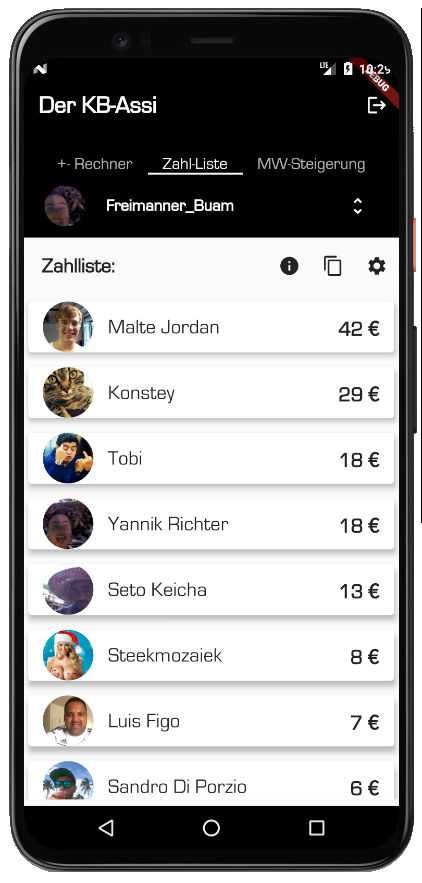 LTE 18:29
DEBUG
Der KB-Assi
+- Rechner Zahl-Liste MW-Steigerung
Freimanner_Buam
Zahlliste:
Malte Jordan 42 €
Konstey 29 €
Tobi 18 €
Yannik Richter 18 €
Seto Keicha 13 €
Steekmozaiek 8 €
Luis Figo 7 €
Sandro Di Porzio 6 €